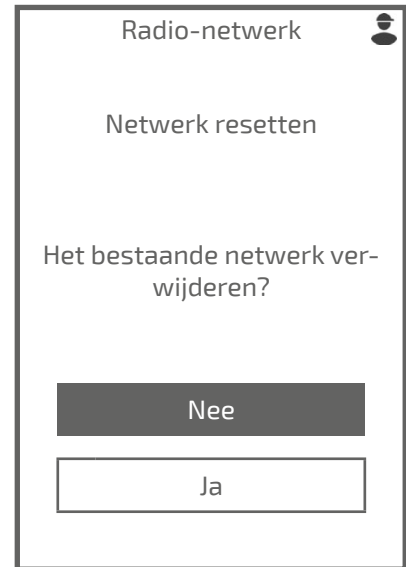 Radio-netwerk
Netwerk resetten
Het bestaande netwerk ver-
wijderen?
Nee
Ja